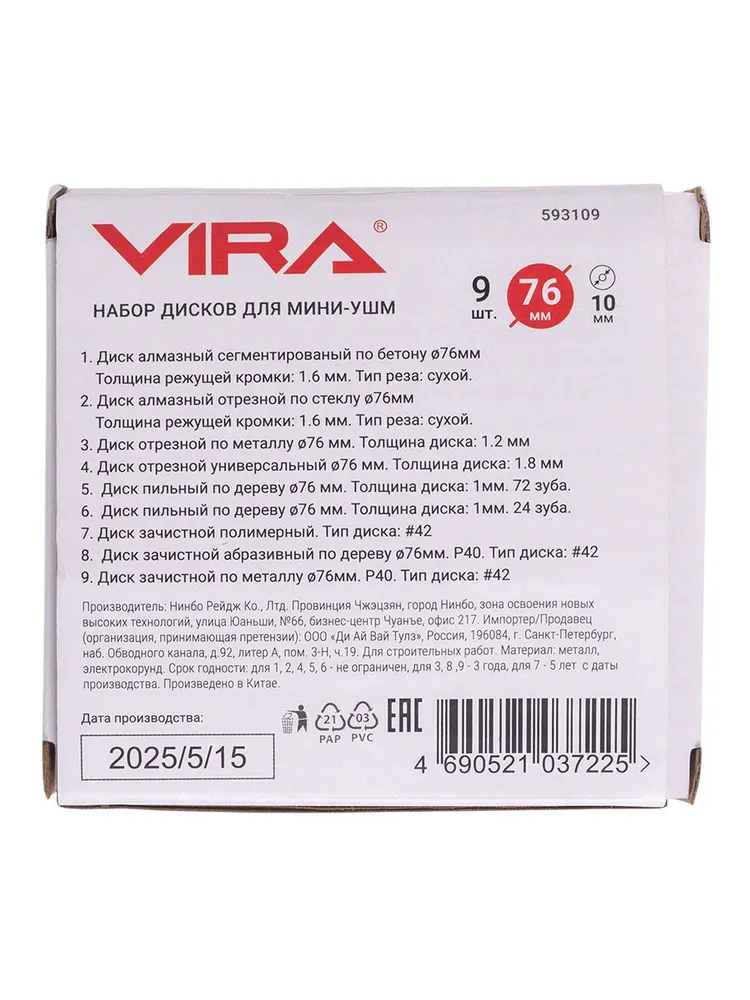 593109
VIRA®
НАБОР ДИСКОВ ДЛЯ МИНИ-УШМ
9 шт.
76 мм
10 мм
1. Диск алмазный сегментированый по бетону ø76мм
Толщина режущей кромки: 1.6 мм. Тип реза: сухой.
2. Диск алмазный отрезной по стеклу ø76мм
Толщина режущей кромки: 1.6 мм. Тип реза: сухой.
3. Диск отрезной по металлу ø76 мм. Толщина диска: 1.2 мм
4. Диск отрезной универсальный ø76 мм. Толщина диска: 1.8 мм
5. Диск пильный по дереву ø76 мм. Толщина диска: 1мм. 72 зуба.
6. Диск пильный по дереву ø76 мм. Толщина диска: 1мм. 24 зуба.
7. Диск зачистной полимерный. Тип диска: #42
8. Диск зачистной абразивный по дереву ø76мм. P40. Тип диска: #42
9. Диск зачистной по металлу ø76мм. P40. Тип диска: #42
Производитель: Нинбо Рейдж Ко., Лтд. Провинция Чжэцзян, город Нинбо, зона освоения новых
высоких технологий, улица Юаньши, №66, бизнес-центр Чуанъе, офис 217. Импортер/Продавец
(организация, принимающая претензии): ООО «Ди Ай Вай Тулз», Россия, 196084, г. Санкт-Петербург,
наб. Обводного канала, д.92, литер А, пом. 3-Н, ч.19. Для строительных работ. Материал: металл,
электрокорунд. Срок годности: для 1, 2, 4, 5, 6 - не ограничен, для 3, 8 ,9 - 3 года, для 7 - 5 лет с даты
производства. Произведено в Китае.
Дата производства:
2025/5/15
21
PAP
03
PVC
EAC
4 690521 037225 >